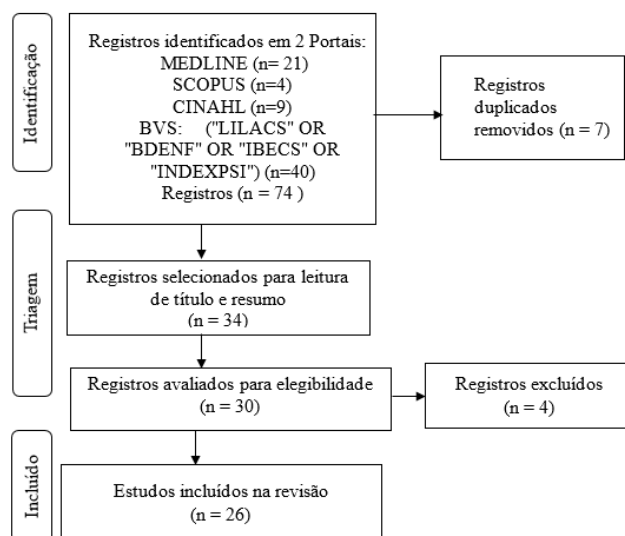 Identificação
Registros identificados em 2 Portais:
MEDLINE (n= 21)
SCOPUS (n=4)
CINAHL (n=9)
BVS: ("LILACS" OR
"BDENF" OR "IBECS" OR
"INDEXPSI") (n=40)
Registros (n = 74 )
Registros
duplicados
removidos (n = 7)
Triagem
Registros selecionados para leitura
de título e resumo
(n = 34)
Registros avaliados para elegibilidade
(n = 30)
Registros excluídos
(n = 4)
Incluído
Estudos incluídos na revisão
(n = 26)